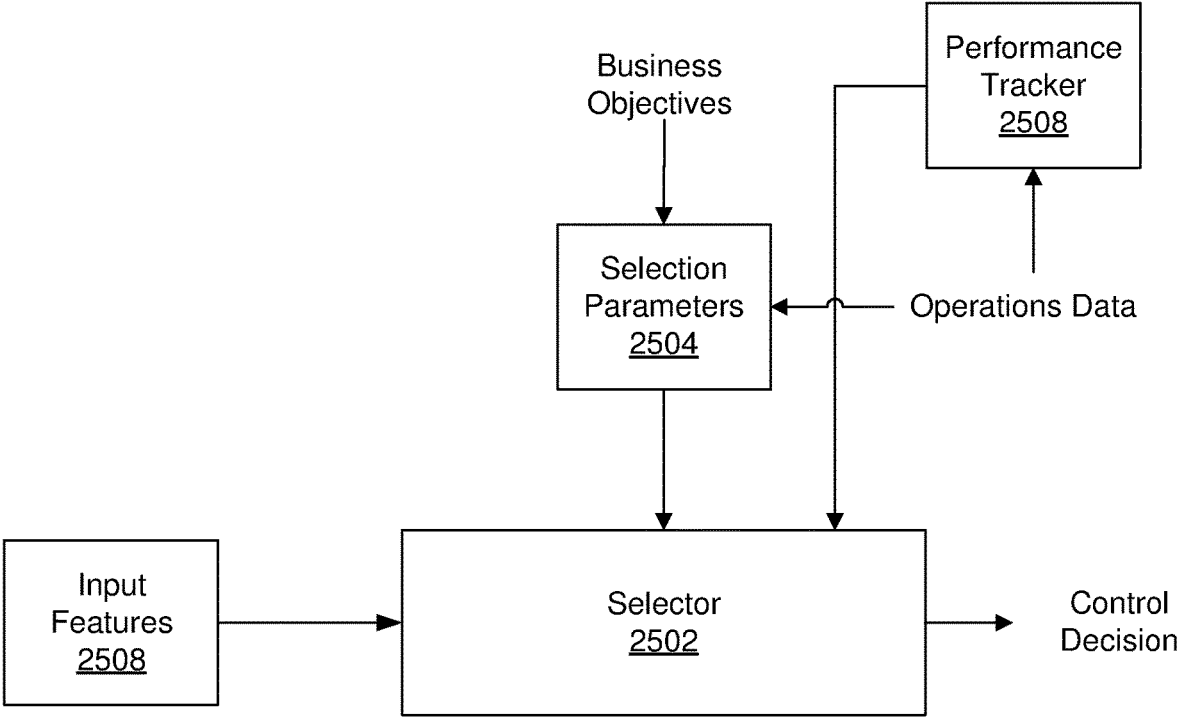 Performance
Tracker
2508
Business
Objectives
Selection
Parameters
2504
Operations Data
Input
Features
2508
Selector
2502
Control
Decision